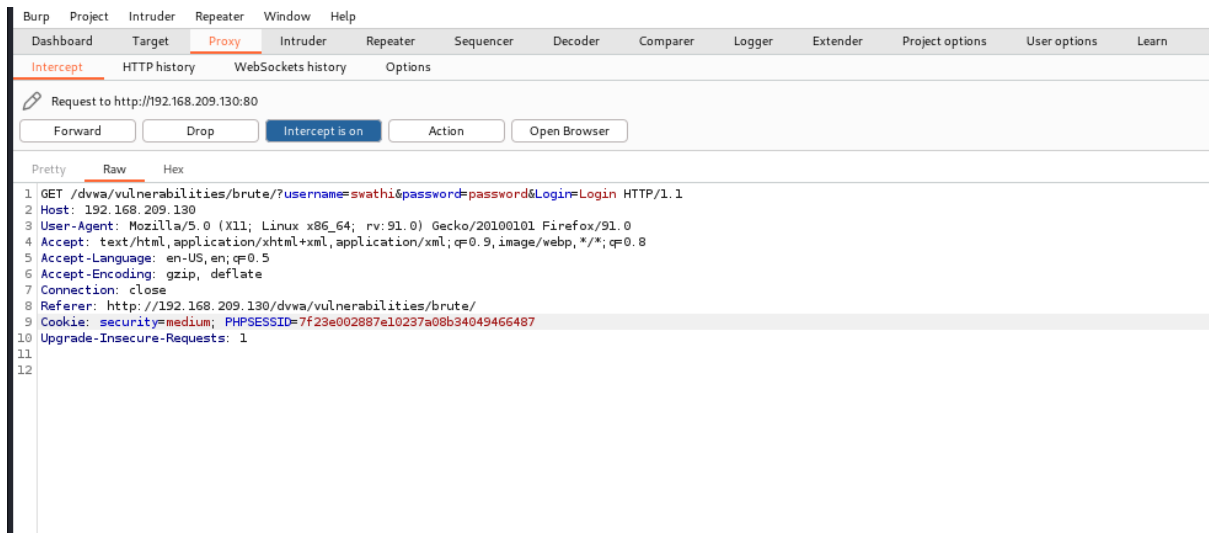 Burp Project Intruder Repeater Window Help
Dashboard Target Proxy Intruder Repeater Sequencer Decoder Comparer Logger Extender Project options User options Learn
Intercept HTTP history WebSockets history Options
Request to http://192.168.209.130:80
Forward Drop Intercept is on Action Open Browser
Pretty Raw Hex
1 GET /dvwa/vulnerabilities/brute/?username=swathi&password=password&Login=Login HTTP/1.1
2 Host: 192.168.209.130
3 User-Agent: Mozilla/5.0 (X11; Linux x86_64; rv:91.0) Gecko/20100101 Firefox/91.0
4 Accept: text/html,application/xhtml+xml,application/xml;q=0.9,image/webp,*/*;q=0.8
5 Accept-Language: en-US,en;q=0.5
6 Accept-Encoding: gzip, deflate
7 Connection: close
8 Referer: http://192.168.209.130/dvwa/vulnerabilities/brute/
9 Cookie: security=medium; PHPSESSID=7f23e002887e10237a08b34049466487
10 Upgrade-Insecure-Requests: 1
11
12